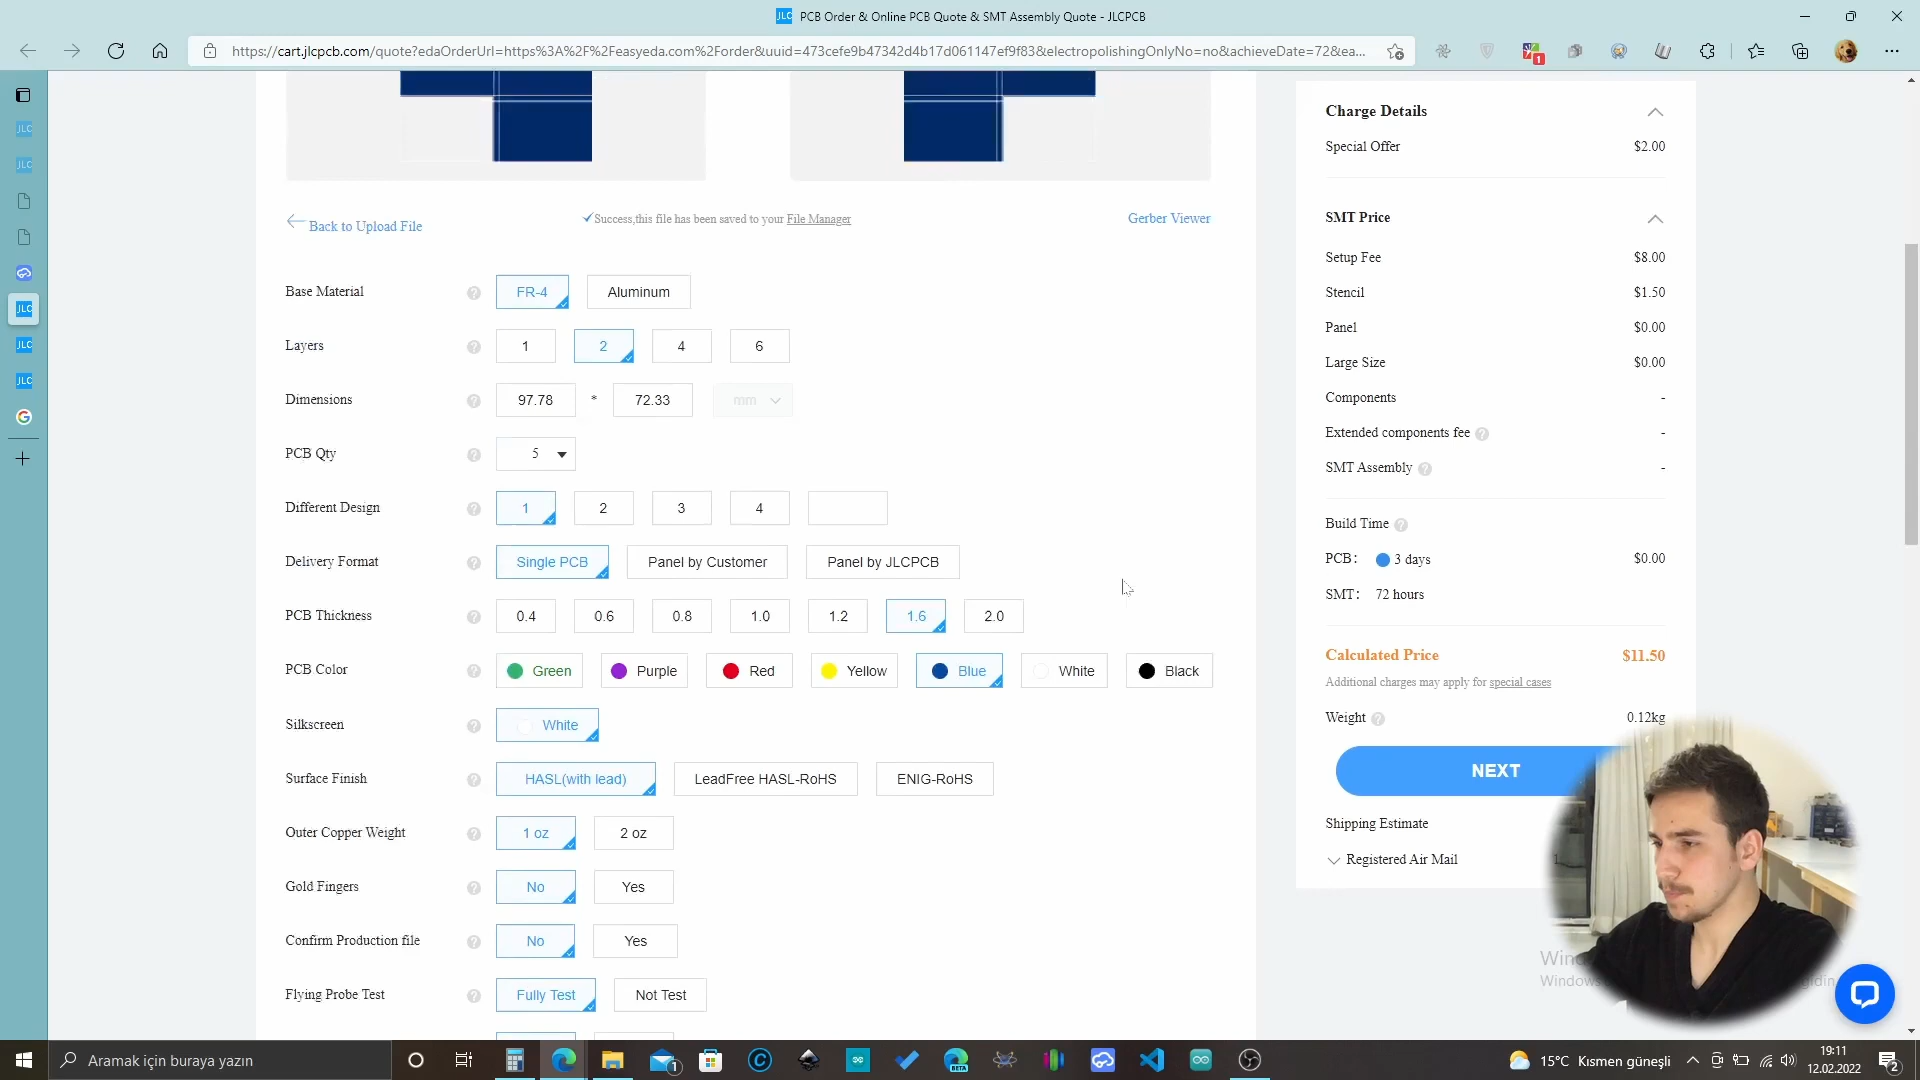 JLC PCB Order & Online PCB Quote & SMT Assembly Quote - JLCPCB
https://cart.jlcpcb.com/quote?edaOrderUrl=https%3A%2F%2Feasyeda.com%2Forder&uuid=473cefe9b47342d4b17d061147ef9f83&electropolishingOnlyNo=no&achieveDate=72&ea...
1
JLC
JLC
JLC
JLC
JLC
Back to Upload File
Success,this file has been saved to your File Manager
Gerber Viewer
Base Material ? FR-4 Aluminum
Layers ? 1 2 4 6
Dimensions ? 97.78 * 72.33 mm
PCB Qty ? 5
Different Design ? 1 2 3 4
Delivery Format ? Single PCB Panel by Customer Panel by JLCPCB
PCB Thickness ? 0.4 0.6 0.8 1.0 1.2 1.6 2.0
PCB Color ? Green Purple Red Yellow Blue White Black
Silkscreen ? White
Surface Finish ? HASL(with lead) LeadFree HASL-RoHS ENIG-RoHS
Outer Copper Weight ? 1 oz 2 oz
Gold Fingers ? No Yes
Confirm Production file ? No Yes
Flying Probe Test ? Fully Test Not Test
Charge Details
Special Offer $2.00
SMT Price
Setup Fee $8.00
Stencil $1.50
Panel $0.00
Large Size $0.00
Components -
Extended components fee ? -
SMT Assembly ? -
Build Time ?
PCB: 3 days $0.00
SMT: 72 hours
Calculated Price $11.50
Additional charges may apply for special cases
Weight ? 0.12kg
NEXT
Shipping Estimate
Registered Air Mail
Aramak için buraya yazın
1
BETA
15°C Kısmen güneşli
19:11
12.02.2022
2